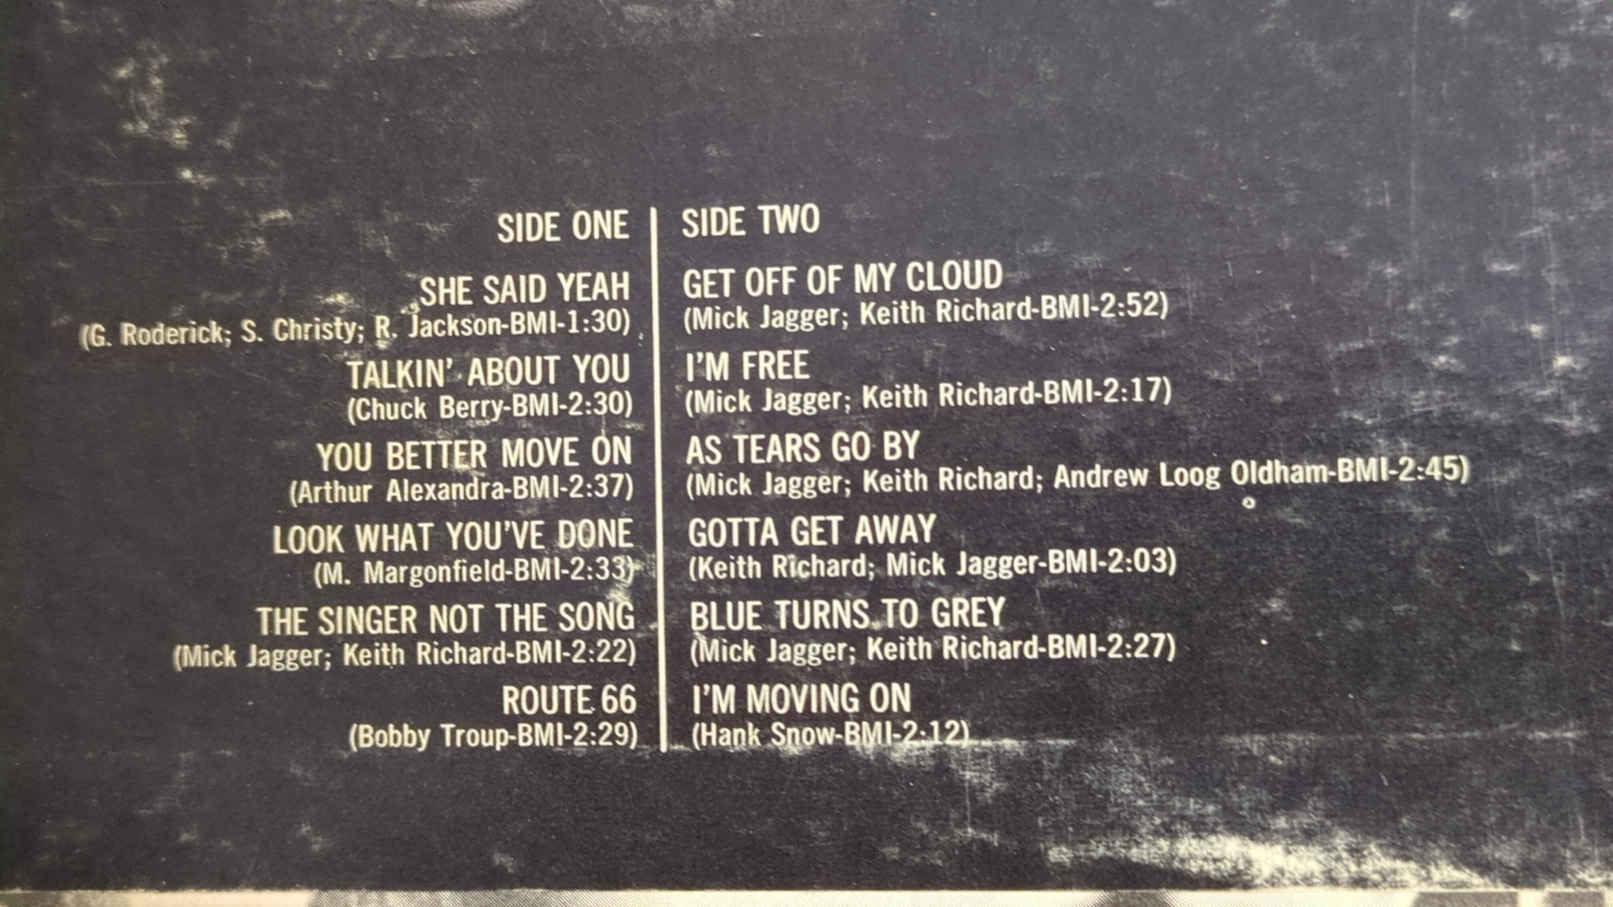 SIDE ONE
SHE SAID YEAH
(G. Roderick; S. Christy; R. Jackson-BMI-1:30)
TALKIN' ABOUT YOU
(Chuck Berry-BMI-2:30)
YOU BETTER MOVE ON
(Arthur Alexandra-BMI-2:37)
LOOK WHAT YOU'VE DONE
(M. Margonfield-BMI-2:33)
THE SINGER NOT THE SONG
(Mick Jagger; Keith Richard-BMI-2:22)
ROUTE 66
(Bobby Troup-BMI-2:29)
SIDE TWO
GET OFF OF MY CLOUD
(Mick Jagger; Keith Richard-BMI-2:52)
I'M FREE
(Mick Jagger; Keith Richard-BMI-2:17)
AS TEARS GO BY
(Mick Jagger; Keith Richard; Andrew Loog Oldham-BMI-2:45)
GOTTA GET AWAY
(Keith Richard; Mick Jagger-BMI-2:03)
BLUE TURNS TO GREY
(Mick Jagger; Keith Richard-BMI-2:27)
I'M MOVING ON
(Hank Snow-BMI-2:12)